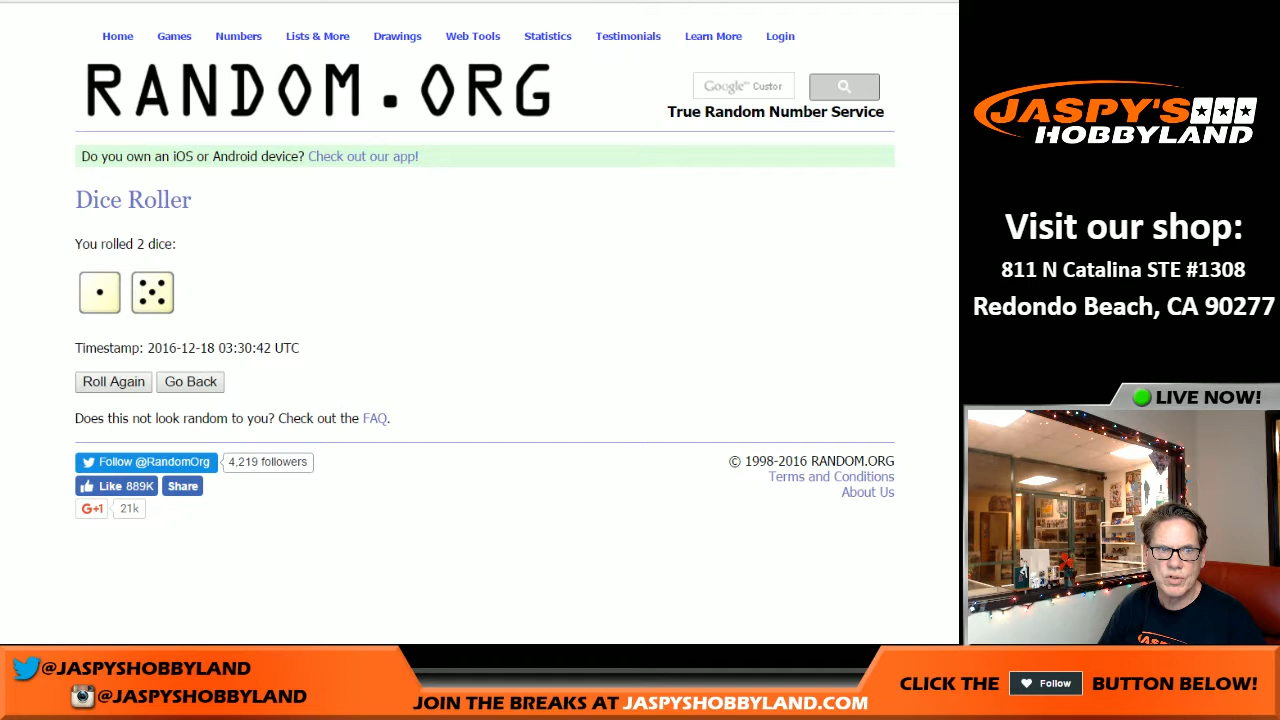 Home Games Numbers Lists & More Drawings Web Tools Statistics Testimonials Learn More Login
RANDOM.ORG
Google™ Custor
True Random Number Service
Do you own an iOS or Android device? Check out our app!
Dice Roller
You rolled 2 dice:
Timestamp: 2016-12-18 03:30:42 UTC
Roll Again Go Back
Does this not look random to you? Check out the FAQ.
Follow @RandomOrg 4,219 followers
Like 889K Share
G+1 21k
© 1998-2016 RANDOM.ORG
Terms and Conditions
About Us
JASPY'S
HOBBYLAND
Visit our shop:
811 N Catalina STE #1308
Redondo Beach, CA 90277
LIVE NOW!
@JASPYSHOBBYLAND
@JASPYSHOBBYLAND
JOIN THE BREAKS AT JASPYSHOBBYLAND.COM
CLICK THE Follow BUTTON BELOW!